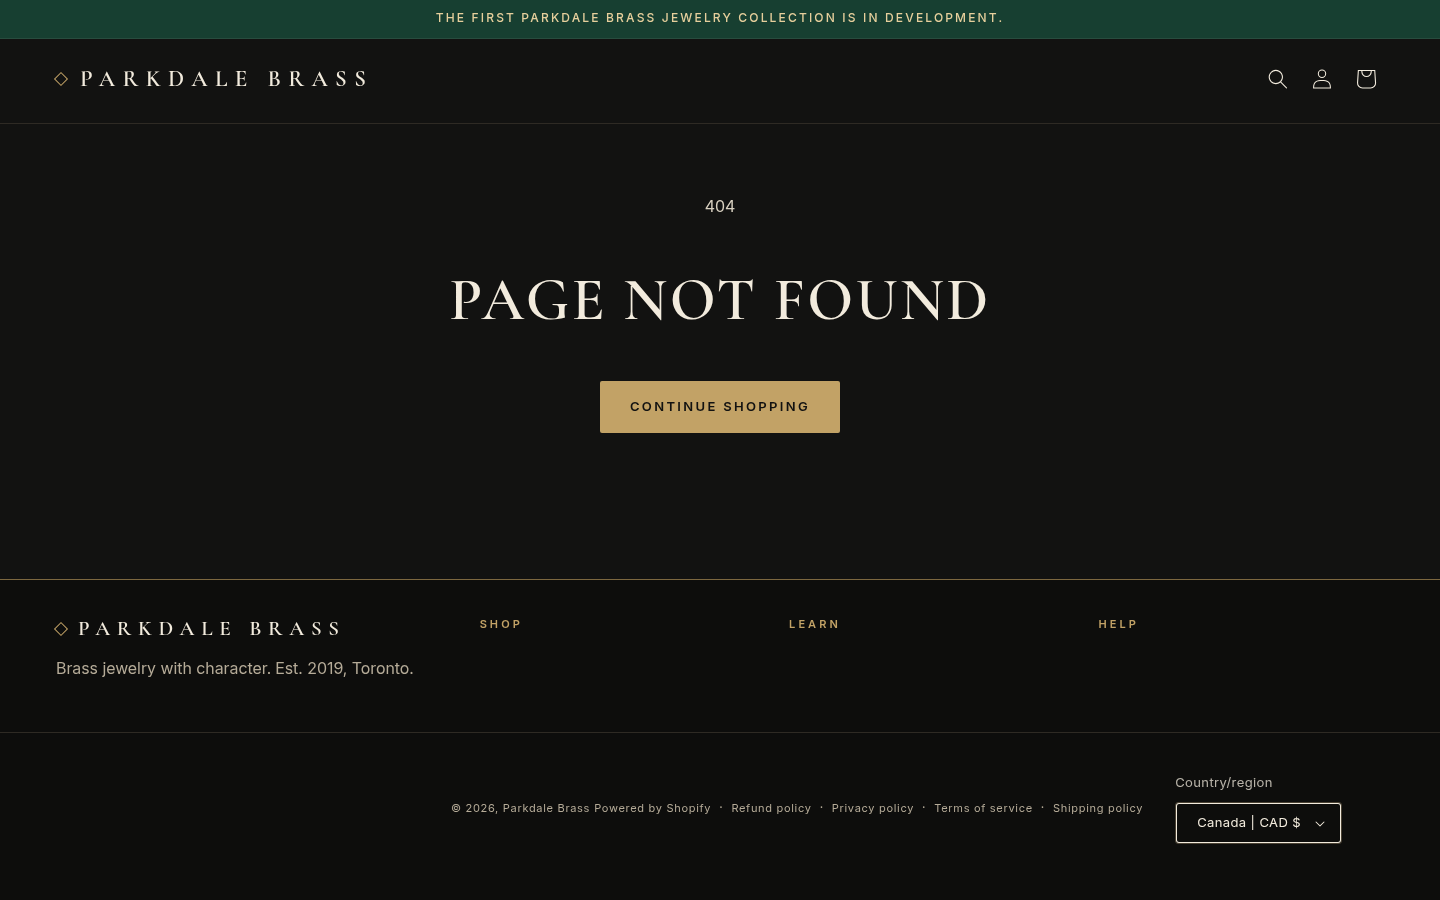 THE FIRST PARKDALE BRASS JEWELRY COLLECTION IS IN DEVELOPMENT.
PARKDALE BRASS
404
PAGE NOT FOUND
CONTINUE SHOPPING
PARKDALE BRASS
Brass jewelry with character. Est. 2019, Toronto.
SHOP
LEARN
HELP
Country/region
© 2026, Parkdale Brass Powered by Shopify · Refund policy · Privacy policy · Terms of service · Shipping policy
Canada | CAD $